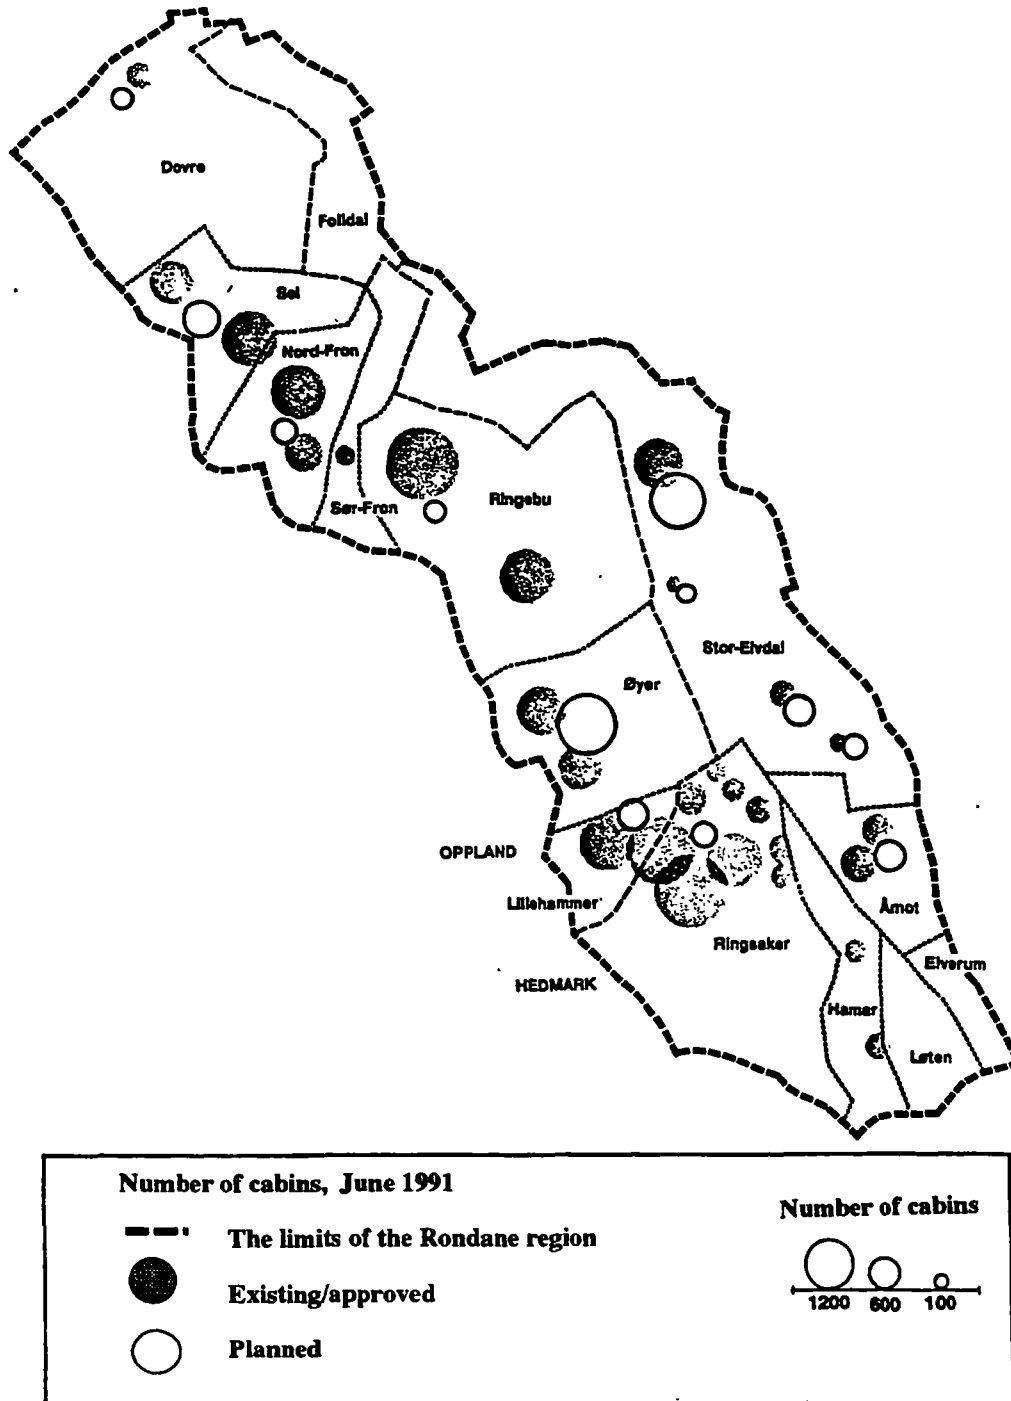 Dovre
Folldal
Sel
Nord-Fron
Sør-Fron
Ringebu
Stor-Elvdal
Øyer
OPPLAND
Lillehammer
Ringsaker
Åmot
Elverum
HEDMARK
Hamar
Løten
Number of cabins, June 1991
The limits of the Rondane region
Existing/approved
Planned
Number of cabins
1200 600 100